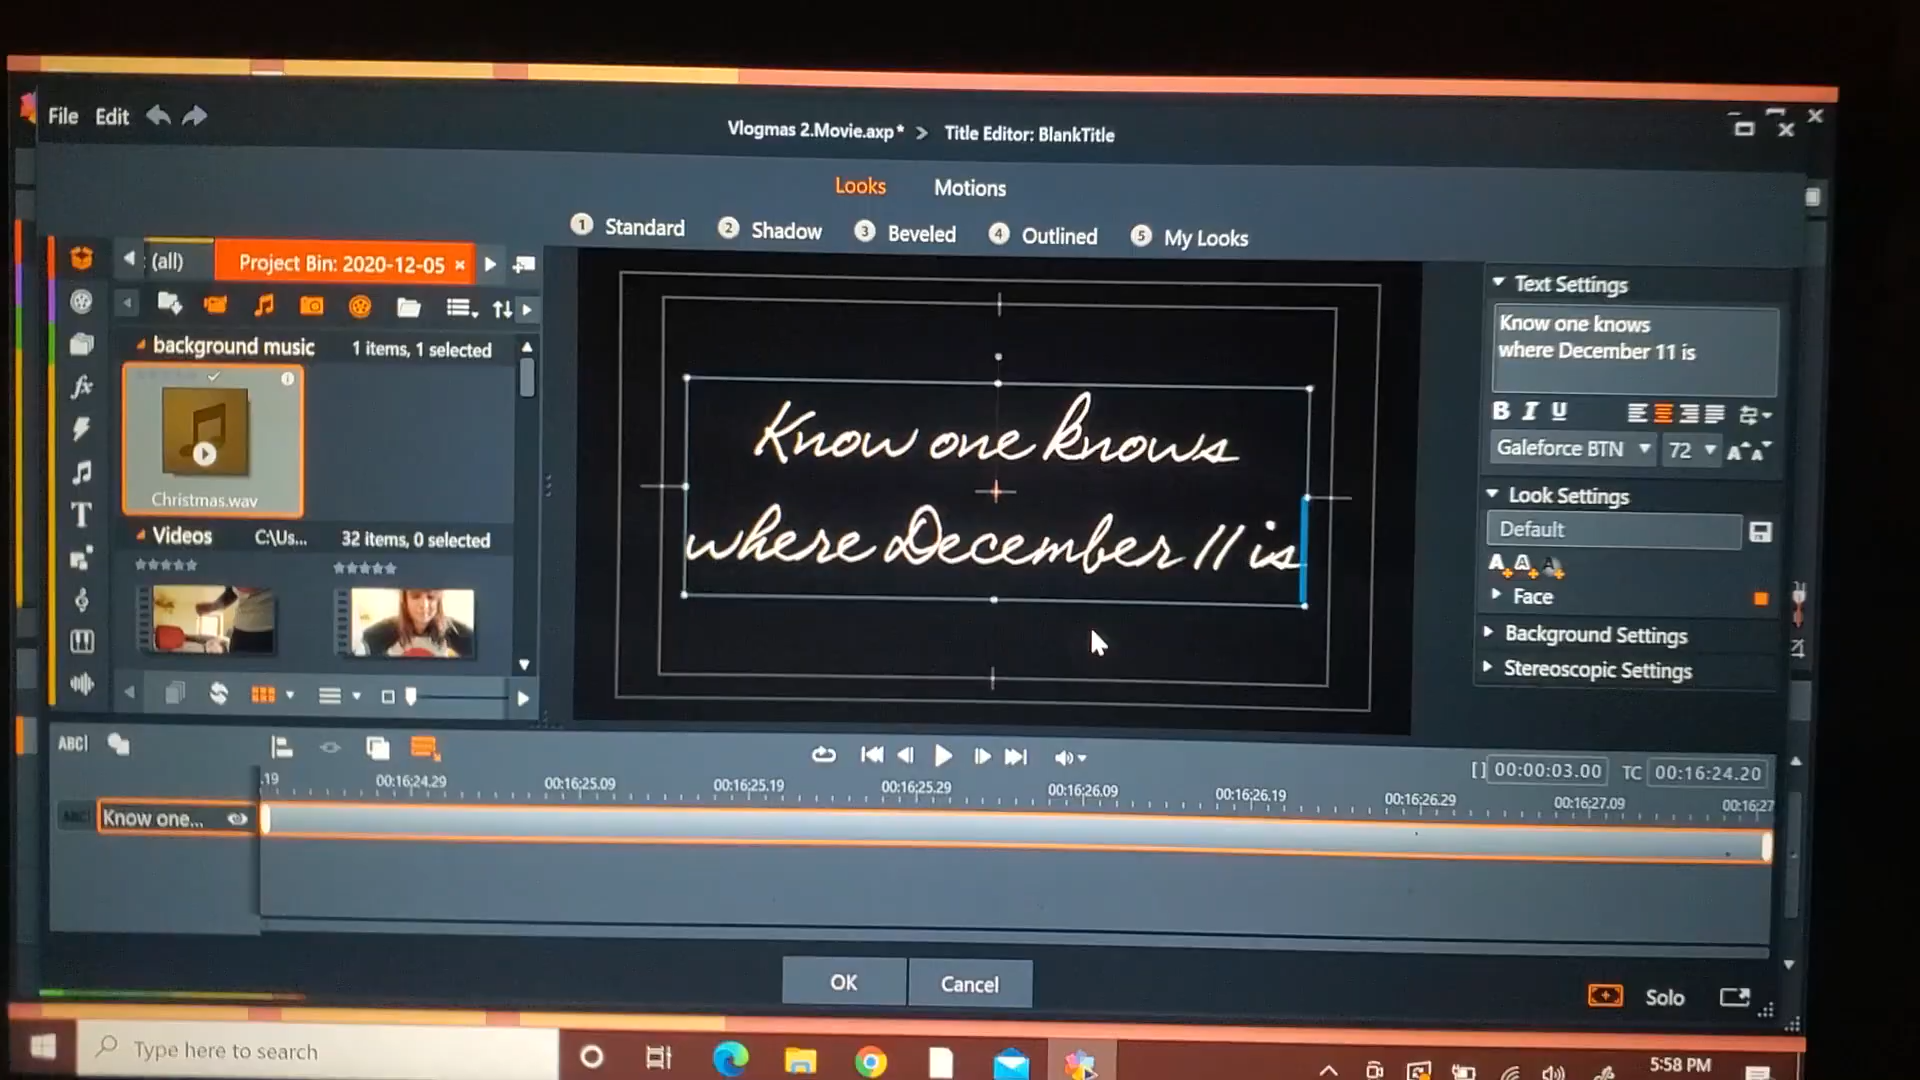 File Edit
Vlogmas 2.Movie.axp* > Title Editor: BlankTitle
Looks Motions
1 Standard 2 Shadow 3 Beveled 4 Outlined 5 My Looks
: (all) Project Bin: 2020-12-05 ×
background music 1 items, 1 selected
Christmas.wav
Videos C:\Us... 32 items, 0 selected
Know one knows
where December 11 is
Text Settings
Know one knows
where December 11 is
B I U
Galeforce BTN 72
Look Settings
Default
Face
Background Settings
Stereoscopic Settings
ABC
[] 00:00:03.00 TC 00:16:24.20
.19 00:16:24.29 00:16:25.09 00:16:25.19 00:16:25.29 00:16:26.09 00:16:26.19 00:16:26.29 00:16:27.09 00:16:27
Know one...
OK Cancel
Solo
Type here to search
5:58 PM